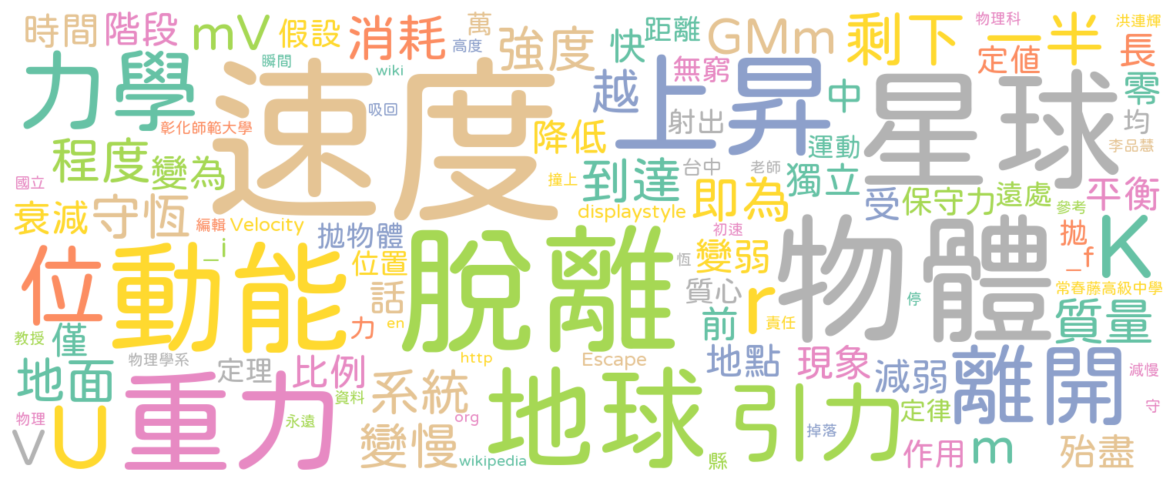 時間 階段 mV 假設 消耗 萬 強度 快 距離 GMm 剩下 一半 物理科 洪連輝
瞬間 高度 wiki 無窮 定值 長
力學 速度 吸回 越 上昇 中 星球 零
彰化師範大學 降低 射出 運動 均
程度 變為 到達 台中 老師 獨立 李品慧
國立 撞上 即為 受 保守力 遠處 平衡
衰減 守恆 編輯 Velocity displaystyle 初速 參考
_i 拋物體 脫離 恆 變弱 物體 拋 _f K
位 動能 位置 話 質心 r 常春藤高級中學
教授 僅 力 en 前 責任 停 質量
地面 物理學系 定理 比例 http Escape 地點 現象 減弱 離開 減慢
物理 V U 重力 永遠 資料 系統 org 地球 引力 定律 守
變慢 wikipedia 縣 掉落 作用 m 殆盡